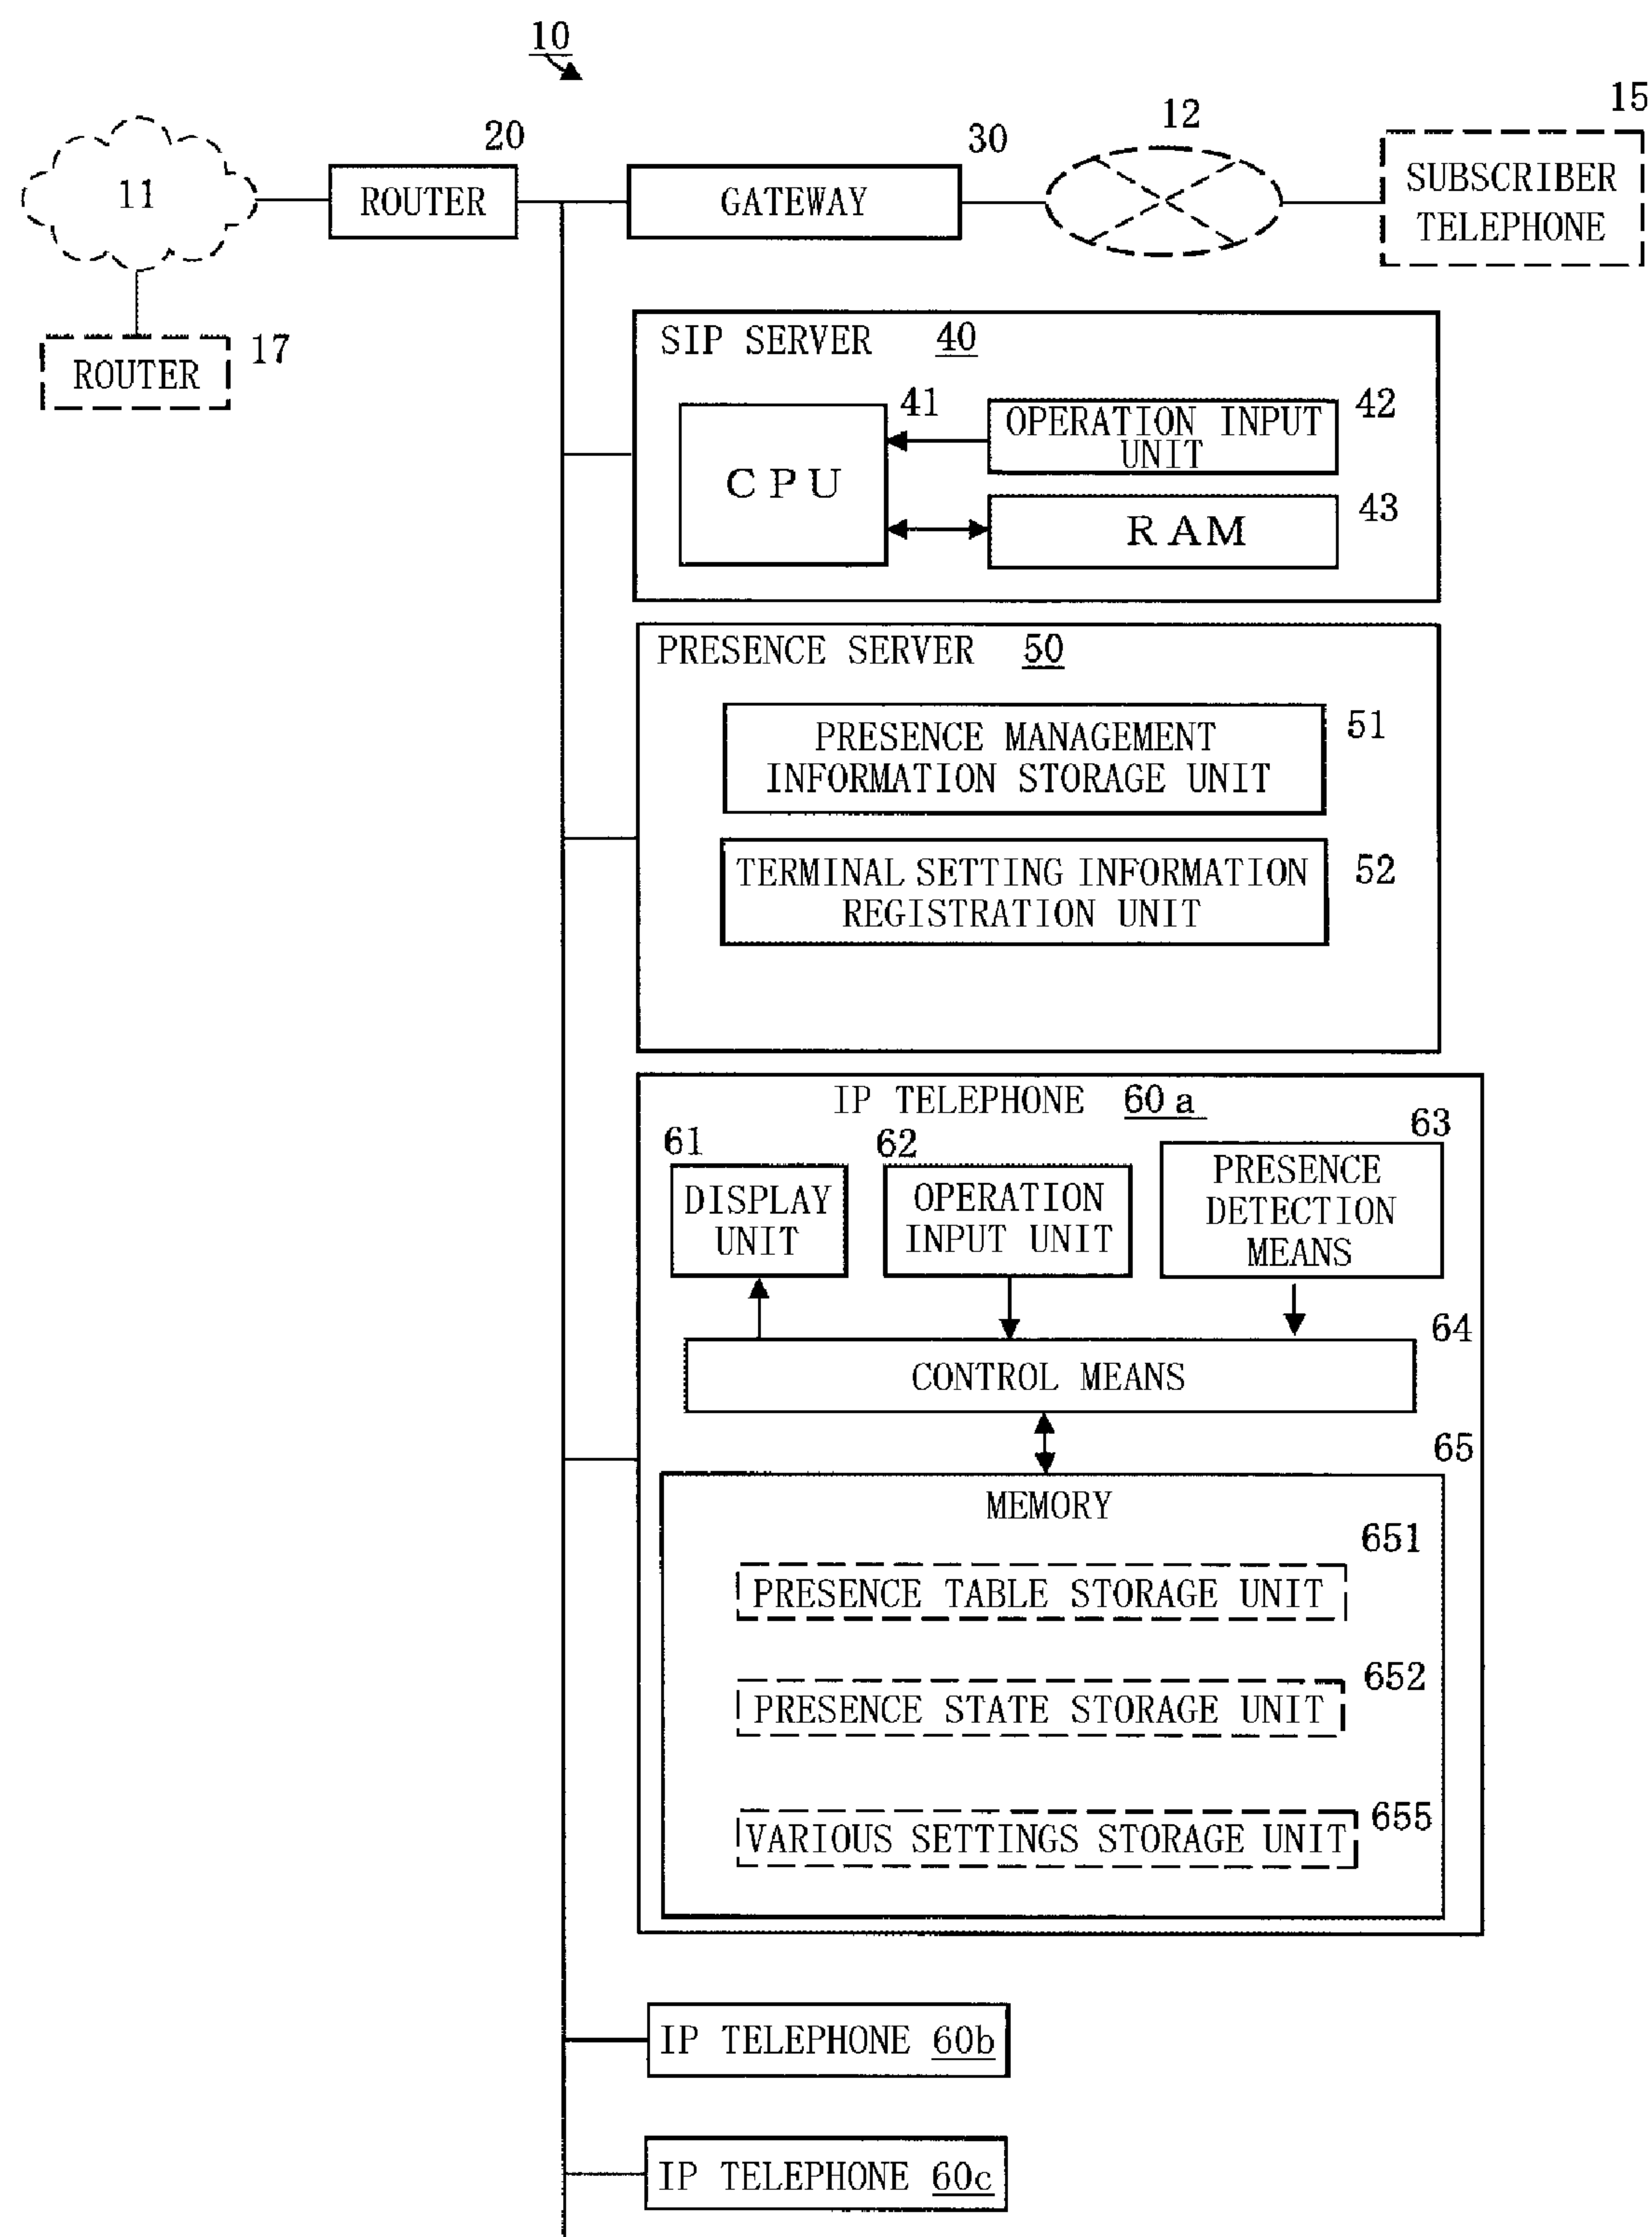 10
11
20
ROUTER
30
GATEWAY
12
15
SUBSCRIBER
TELEPHONE
17
ROUTER
SIP SERVER 40
41
CPU
42
OPERATION INPUT
UNIT
43
RAM
PRESENCE SERVER 50
51
PRESENCE MANAGEMENT
INFORMATION STORAGE UNIT
52
TERMINAL SETTING INFORMATION
REGISTRATION UNIT
IP TELEPHONE 60a
61
DISPLAY
UNIT
62
OPERATION
INPUT UNIT
63
PRESENCE
DETECTION
MEANS
64
CONTROL MEANS
65
MEMORY
651
PRESENCE TABLE STORAGE UNIT
652
PRESENCE STATE STORAGE UNIT
655
VARIOUS SETTINGS STORAGE UNIT
IP TELEPHONE 60b
IP TELEPHONE 60c